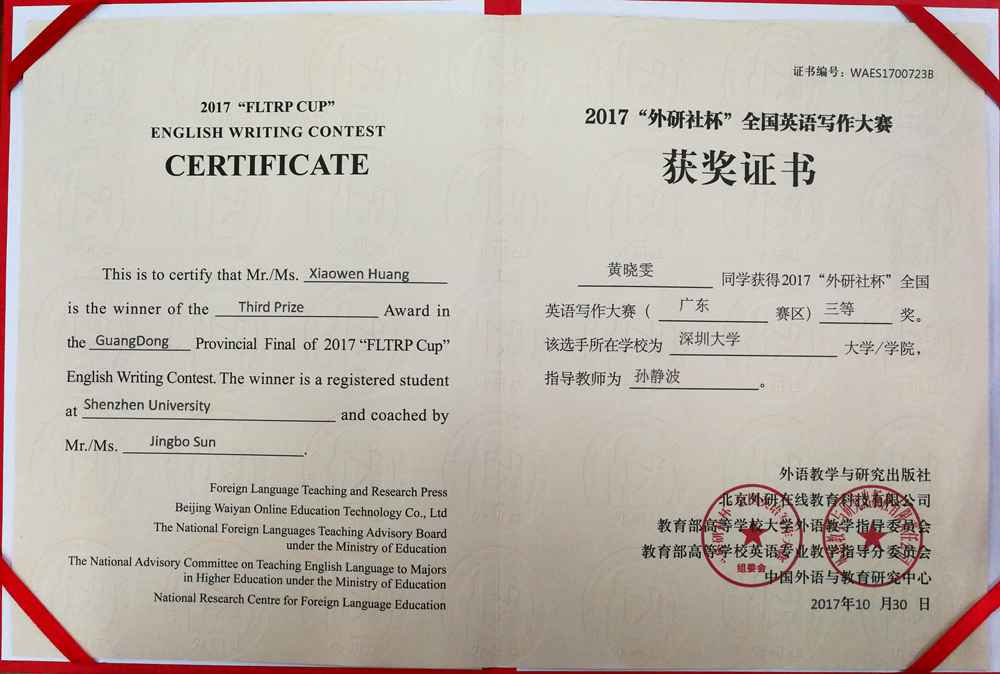 2017 “FLTRP CUP”
ENGLISH WRITING CONTEST
CERTIFICATE
This is to certify that Mr./Ms. Xiaowen Huang
is the winner of the Third Prize Award in
the GuangDong Provincial Final of 2017 “FLTRP Cup”
English Writing Contest. The winner is a registered student
at Shenzhen University and coached by
Mr./Ms. Jingbo Sun.
Foreign Language Teaching and Research Press
Beijing Waiyan Online Education Technology Co., Ltd
The National Foreign Languages Teaching Advisory Board
under the Ministry of Education
The National Advisory Committee on Teaching English Language to Majors
in Higher Education under the Ministry of Education
National Research Centre for Foreign Language Education
证书编号：WAES1700723B
2017“外研社杯”全国英语写作大赛
获奖证书
黄晓雯 同学获得2017“外研社杯”全国
英语写作大赛（ 广东 赛区）三等 奖。
该选手所在学校为 深圳大学 大学/学院，
指导教师为 孙静波。
外语教学与研究出版社
北京外研在线教育科技有限公司
教育部高等学校大学外语教学指导委员会
教育部高等学校英语专业教学指导分委员会
中国外语与教育研究中心
2017年10 月30 日
组委会